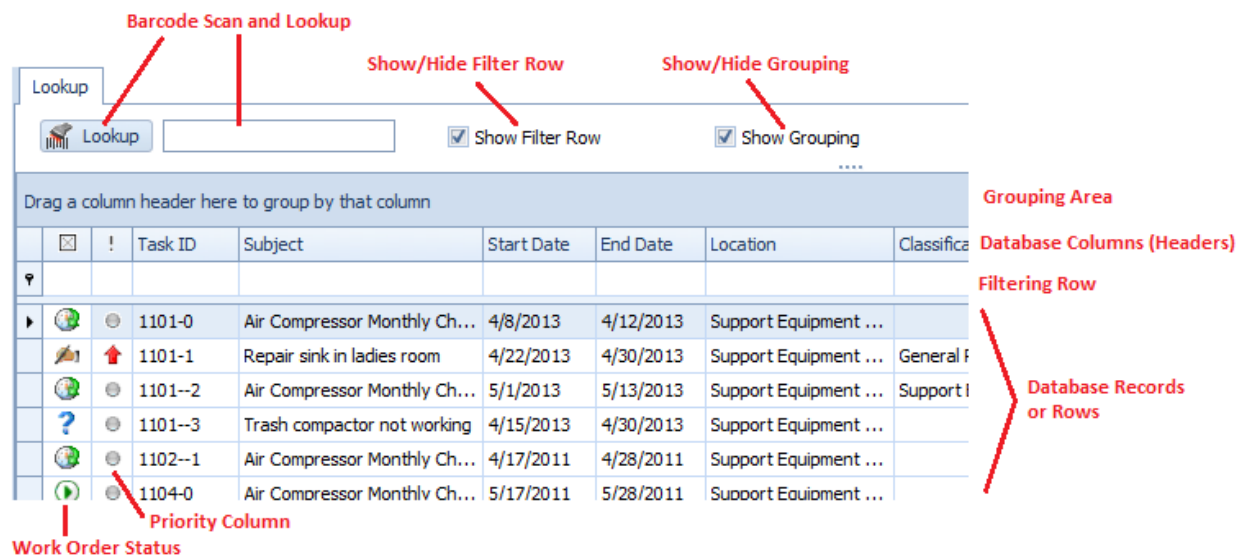 Barcode Scan and Lookup
Show/Hide Filter Row
Show/Hide Grouping
Lookup
Lookup
Show Filter Row
Show Grouping
Drag a column header here to group by that column
Grouping Area
! Task ID Subject Start Date End Date Location Classifica
Database Columns (Headers)
Filtering Row
1101-0 Air Compressor Monthly Ch... 4/8/2013 4/12/2013 Support Equipment ...
1101-1 Repair sink in ladies room 4/22/2013 4/30/2013 Support Equipment ... General
1101--2 Air Compressor Monthly Ch... 5/1/2013 5/13/2013 Support Equipment ... Support
1101--3 Trash compactor not working 4/15/2013 4/30/2013 Support Equipment ...
1102--1 Air Compressor Monthly Ch... 4/17/2011 4/28/2011 Support Equipment ...
1104-0 Air Compressor Monthly Ch... 5/17/2011 5/28/2011 Support Equipment ...
Database Records
or Rows
Priority Column
Work Order Status